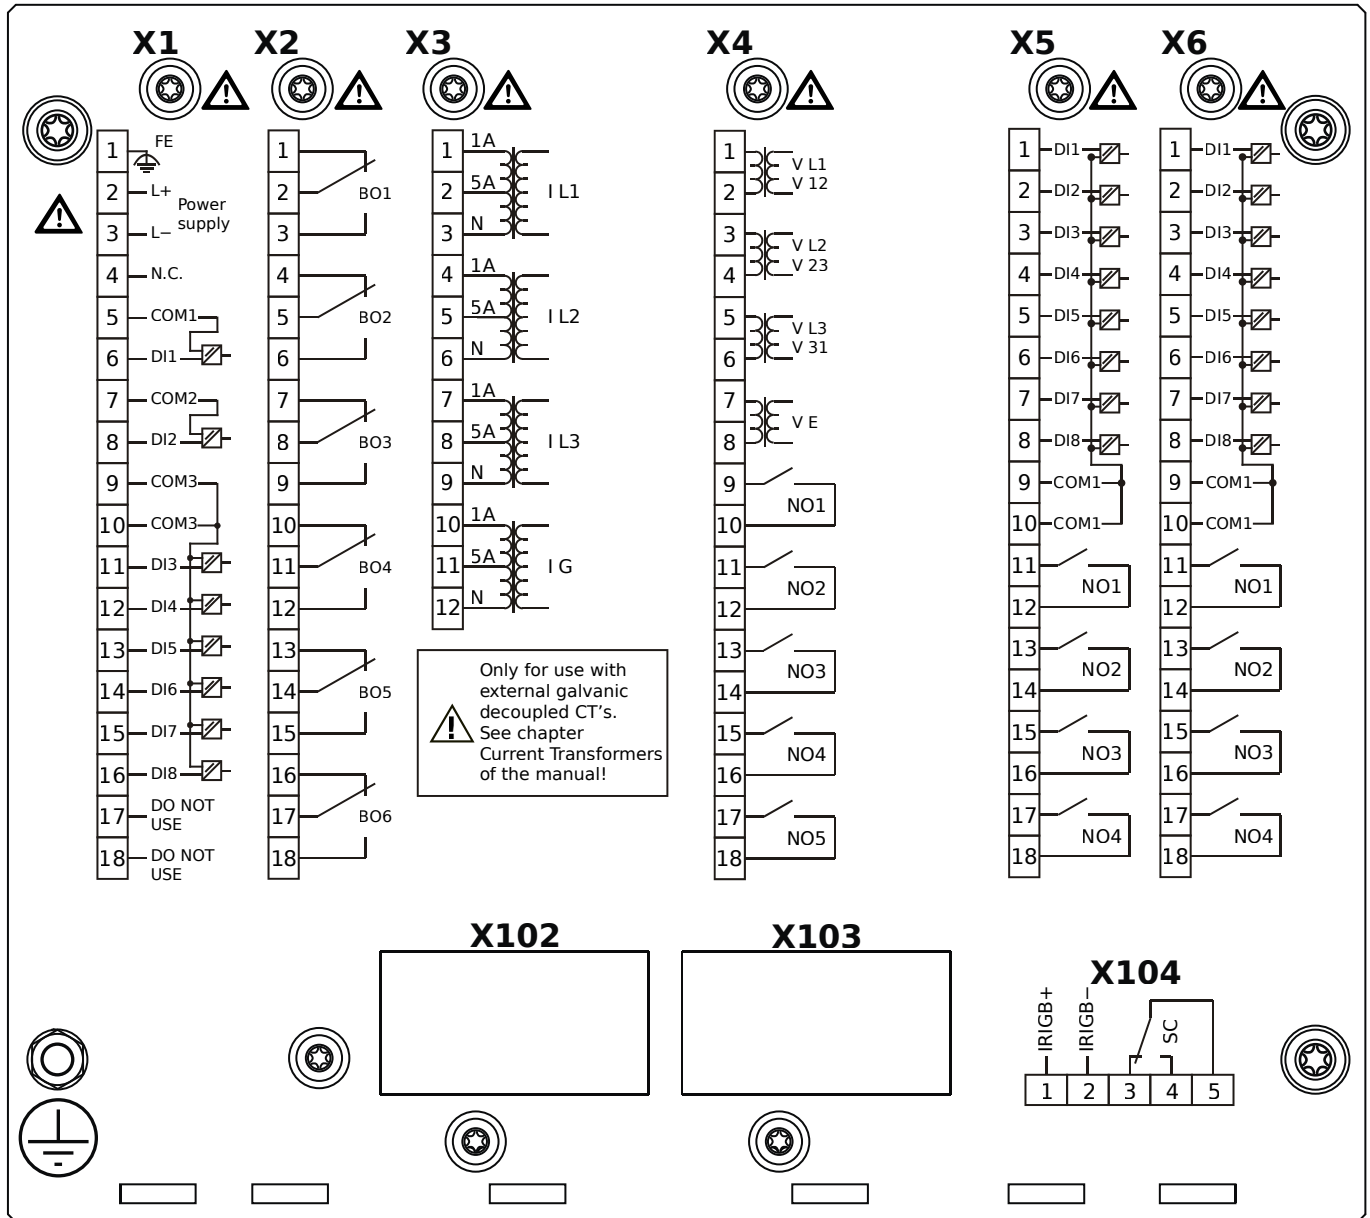 X1
X2
X3
X4
X5
X6
1
FE
2
L+
Power
supply
3
L−
4
N.C.
5
COM1
6
DI1
7
COM2
8
DI2
9
COM3
10
COM3
11
DI3
12
DI4
13
DI5
14
DI6
15
DI7
16
DI8
17
DO NOT
USE
18
DO NOT
USE
1
2
BO1
3
4
5
BO2
6
7
8
BO3
9
10
11
BO4
12
13
14
BO5
15
16
17
BO6
18
1
1A
2
5A
I L1
3
N
4
1A
5
5A
I L2
6
N
7
1A
8
5A
I L3
9
N
10
1A
11
5A
I G
12
N
Only for use with
external galvanic
decoupled CT's.
See chapter
Current Transformers
of the manual!
1
V L1
2
V 12
3
V L2
4
V 23
5
V L3
6
V 31
7
V E
8
9
NO1
10
11
NO2
12
13
NO3
14
15
NO4
16
17
NO5
18
1
DI1
2
DI2
3
DI3
4
DI4
5
DI5
6
DI6
7
DI7
8
DI8
9
COM1
10
COM1
11
NO1
12
13
NO2
14
15
NO3
16
17
NO4
18
1
DI1
2
DI2
3
DI3
4
DI4
5
DI5
6
DI6
7
DI7
8
DI8
9
COM1
10
COM1
11
NO1
12
13
NO2
14
15
NO3
16
17
NO4
18
X102
X103
X104
IRIGB+
IRIGB−
SC
1 2 3 4 5